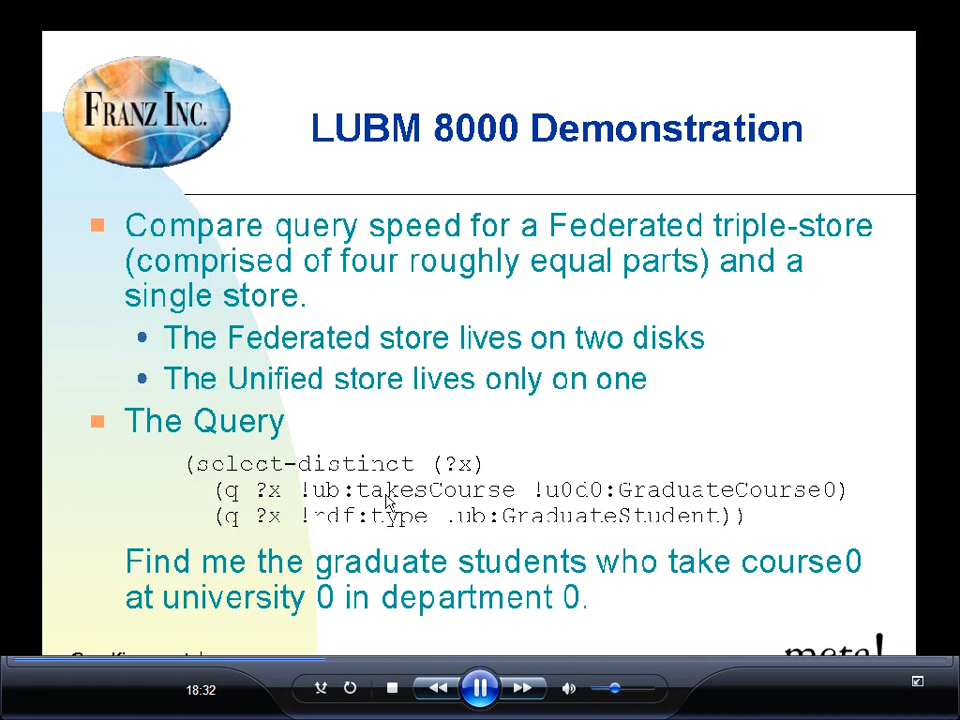 FRANZ INC.
LUBM 8000 Demonstration
Compare query speed for a Federated triple-store
(comprised of four roughly equal parts) and a
single store.
The Federated store lives on two disks
The Unified store lives only on one
The Query
(select-distinct (?x)
(q ?x !ub:takesCourse !u0d0:GraduateCourse0)
(q ?x !rdf:type !ub:GraduateStudent))
Find me the graduate students who take course0
at university 0 in department 0.
meta!
18:32